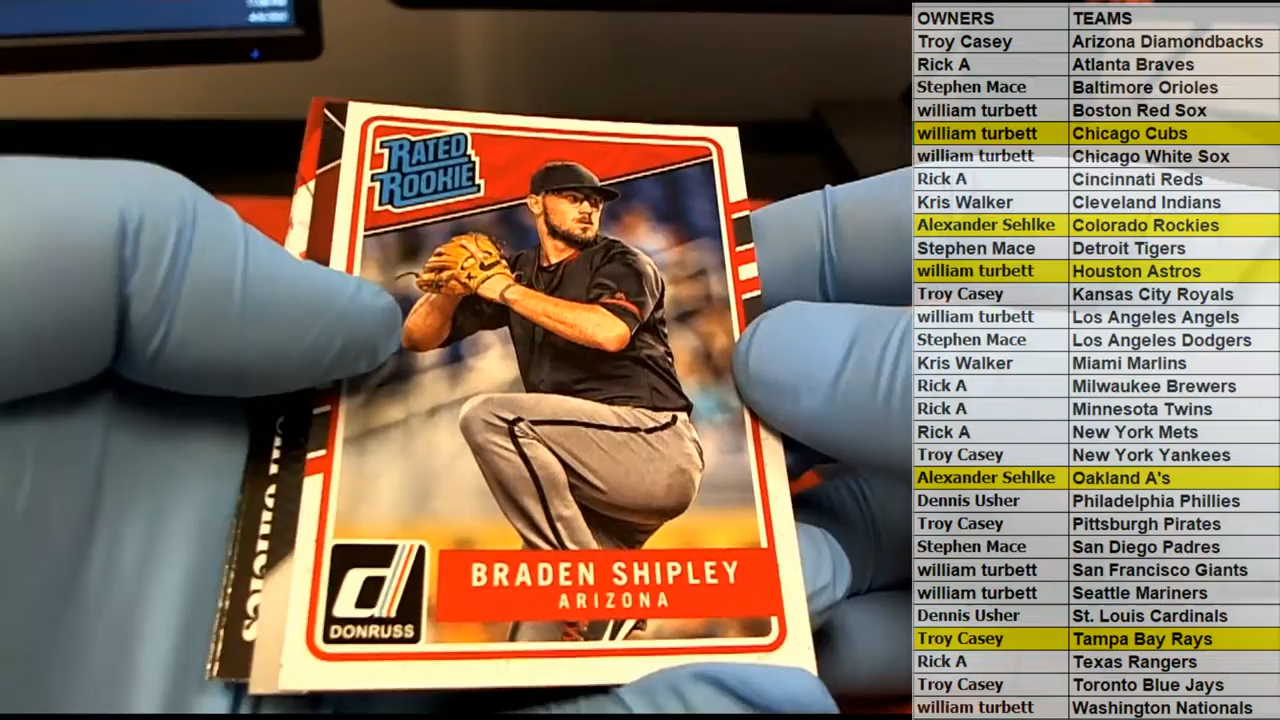 RATED
ROOKIE
BRADEN SHIPLEY
ARIZONA
d
DONRUSS
OWNERS TEAMS
Troy Casey Arizona Diamondbacks
Rick A Atlanta Braves
Stephen Mace Baltimore Orioles
william turbett Boston Red Sox
william turbett Chicago Cubs
william turbett Chicago White Sox
Rick A Cincinnati Reds
Kris Walker Cleveland Indians
Alexander Sehlke Colorado Rockies
Stephen Mace Detroit Tigers
william turbett Houston Astros
Troy Casey Kansas City Royals
william turbett Los Angeles Angels
Stephen Mace Los Angeles Dodgers
Kris Walker Miami Marlins
Rick A Milwaukee Brewers
Rick A Minnesota Twins
Rick A New York Mets
Troy Casey New York Yankees
Alexander Sehlke Oakland A's
Dennis Usher Philadelphia Phillies
Troy Casey Pittsburgh Pirates
Stephen Mace San Diego Padres
william turbett San Francisco Giants
william turbett Seattle Mariners
Dennis Usher St. Louis Cardinals
Troy Casey Tampa Bay Rays
Rick A Texas Rangers
Troy Casey Toronto Blue Jays
william turbett Washington Nationals